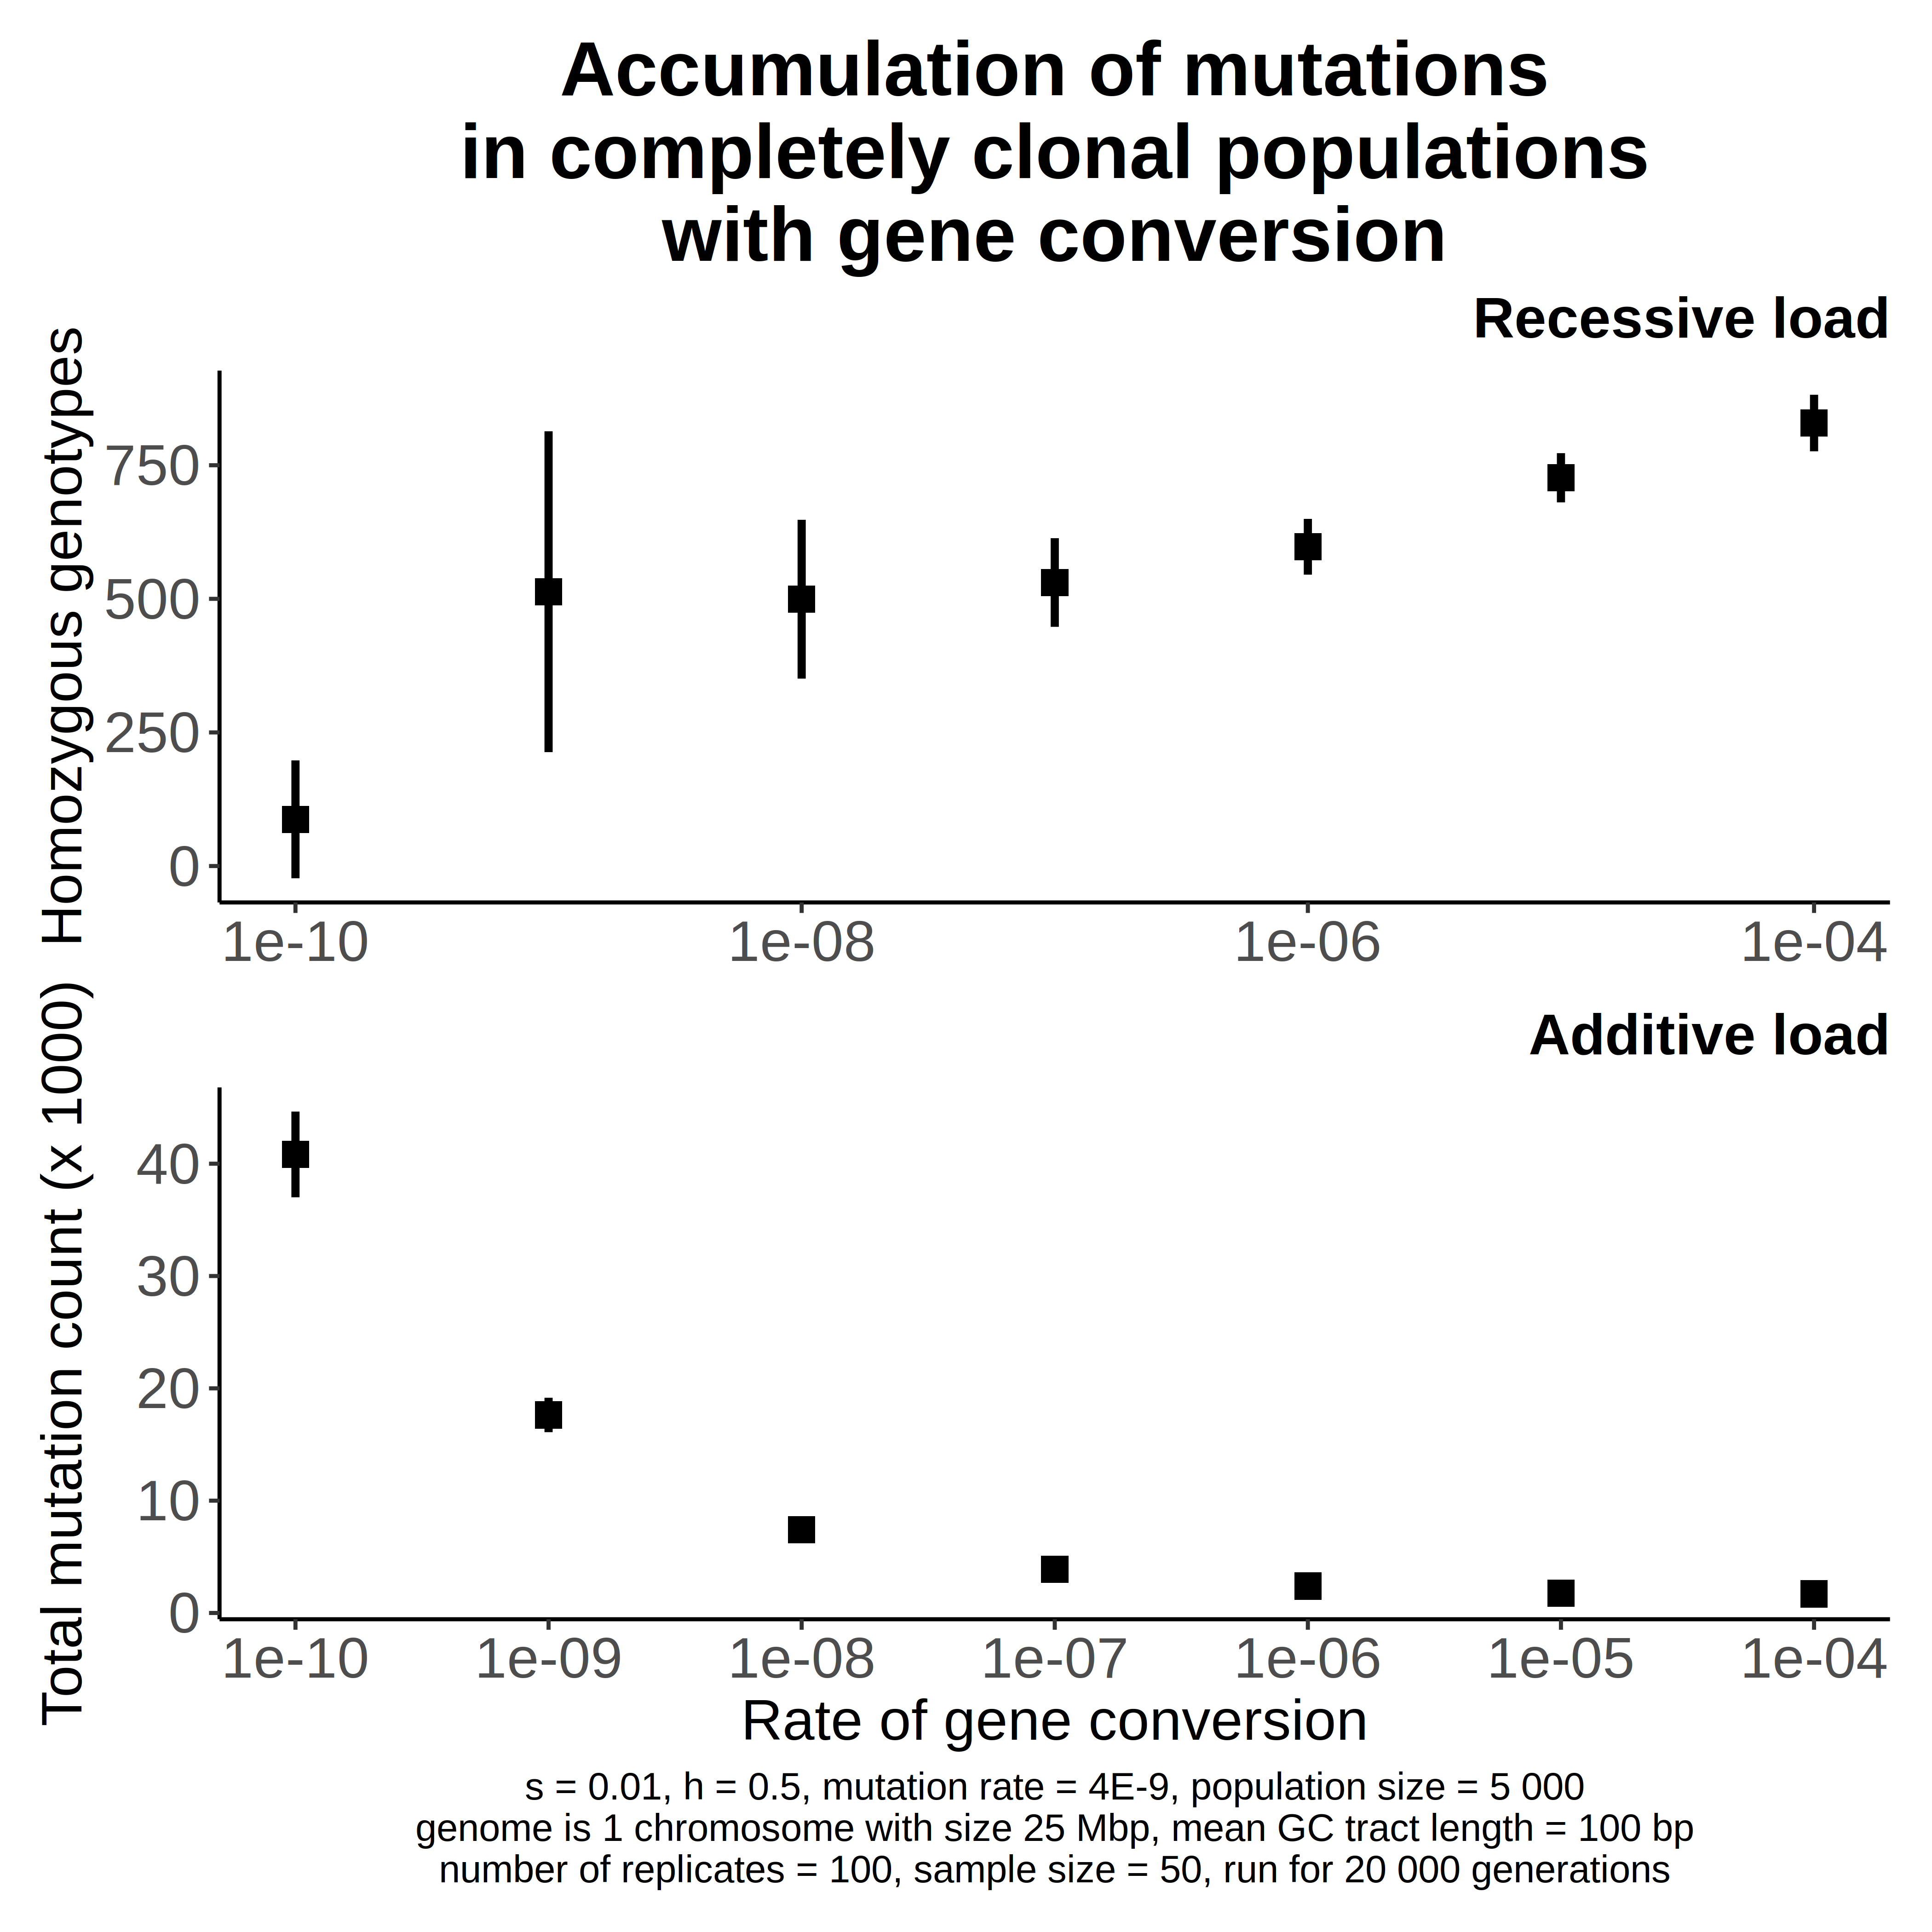 Accumulation of mutations
in completely clonal populations
with gene conversion
Recessive load
Homozygous genotypes
750
500
250
0
1e-10
1e-08
1e-06
1e-04
Additive load
Total mutation count (x 1000)
40
30
20
10
0
1e-10
1e-09
1e-08
1e-07
1e-06
1e-05
1e-04
Rate of gene conversion
s = 0.01, h = 0.5, mutation rate = 4E-9, population size = 5 000
genome is 1 chromosome with size 25 Mbp, mean GC tract length = 100 bp
number of replicates = 100, sample size = 50, run for 20 000 generations